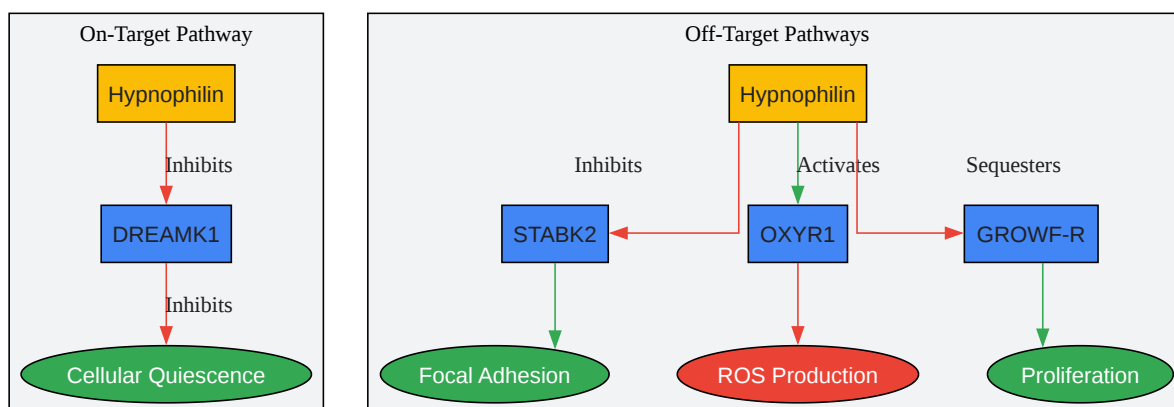 On-Target Pathway
Hypnophilin
Inhibits
DREAMK1
Inhibits
Cellular Quiescence
Off-Target Pathways
Hypnophilin
Inhibits
Activates
Sequesters
STABK2
OXYR1
GROWF-R
Focal Adhesion
ROS Production
Proliferation